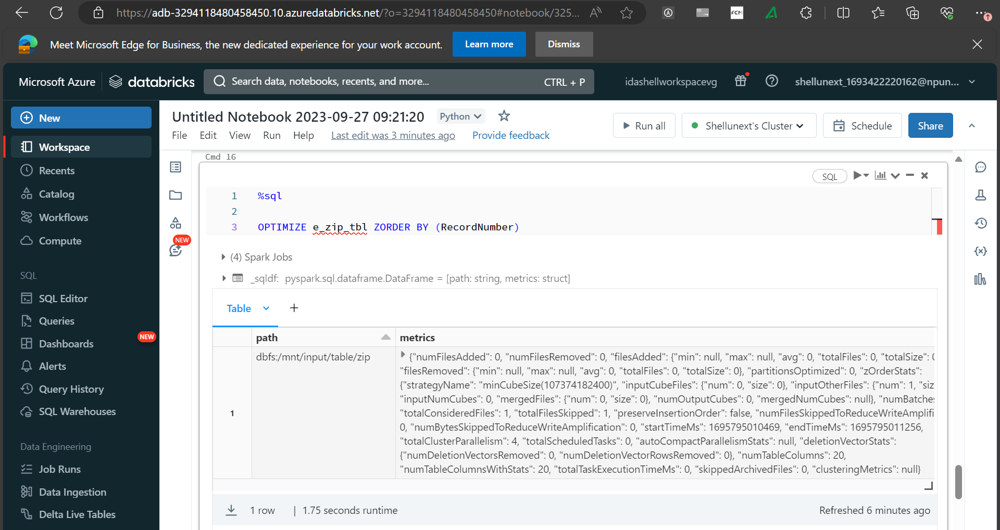 https://adb-3294118480458450.10.azuredatabricks.net/?o=3294118480458450#notebook/325...
FCM
Meet Microsoft Edge for Business, the new dedicated experience for your work account.
Learn more
Dismiss
Microsoft Azure
databricks
Search data, notebooks, recents, and more...
CTRL + P
idashellworkspacevg
shellunext_1693422220162@npun...
New
Workspace
Recents
Catalog
Workflows
Compute
SQL
SQL Editor
Queries
NEW
Dashboards
Alerts
Query History
SQL Warehouses
Data Engineering
Job Runs
Data Ingestion
Delta Live Tables
Untitled Notebook 2023-09-27 09:21:20
Python
File Edit View Run Help
Last edit was 3 minutes ago
Provide feedback
Run all
Shellunext's Cluster
Schedule
Share
NEW
Cmd 16
SQL
1 %sql
2
3 OPTIMIZE e_zip_tbl ZORDER BY (RecordNumber)
(4) Spark Jobs
_sqldf: pyspark.sql.dataframe.DataFrame = [path: string, metrics: struct]
Table +
path metrics
1
dbfs:/mnt/input/table/zip
{"numFilesAdded": 0, "numFilesRemoved": 0, "filesAdded": {"min": null, "max": null, "avg": 0, "totalFiles": 0, "totalSize":
"filesRemoved": {"min": null, "max": null, "avg": 0, "totalFiles": 0, "totalSize": 0}, "partitionsOptimized": 0, "zOrderStats":
{"strategyName": "minCubeSize(107374182400)", "inputCubeFiles": {"num": 0, "size": 0}, "inputOtherFiles": {"num": 1, "siz
"inputNumCubes": 0, "mergedFiles": {"num": 0, "size": 0}, "numOutputCubes": 0, "mergedNumCubes": null}, "numBatche
"totalConsideredFiles": 1, "totalFilesSkipped": 1, "preserveInsertionOrder": false, "numFilesSkippedToReduceWriteAmplifi
0, "numBytesSkippedToReduceWriteAmplification": 0, "startTimeMs": 1695795010469, "endTimeMs": 1695795011256,
"totalClusterParallelism": 4, "totalScheduledTasks": 0, "autoCompactParallelismStats": null, "deletionVectorStats":
{"numDeletionVectorsRemoved": 0, "numDeletionVectorRowsRemoved": 0}, "numTableColumns": 20,
"numTableColumnsWithStats": 20, "totalTaskExecutionTimeMs": 0, "skippedArchivedFiles": 0, "clusteringMetrics": null}
1 row | 1.75 seconds runtime
Refreshed 6 minutes ago